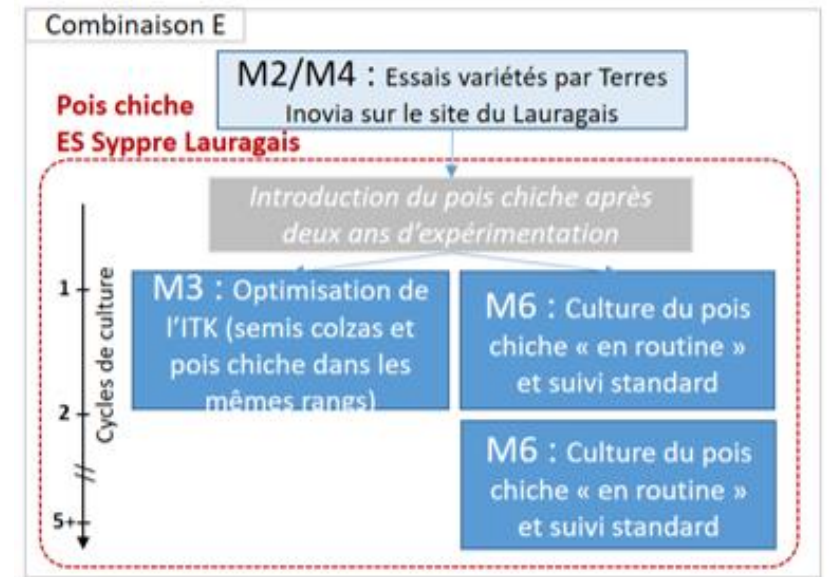 Combinaison E
M2/M4 : Essais variétés par Terres
Inovia sur le site du Lauragais
Pois chiche
ES Syppre Lauragais
Introduction du pois chiche après
deux ans d'expérimentation
Cycles de culture
1
2
5+
M3 : Optimisation de
l'ITK (semis colzas et
pois chiche dans les
mêmes rangs)
M6 : Culture du pois
chiche « en routine »
et suivi standard
M6 : Culture du pois
chiche « en routine »
et suivi standard